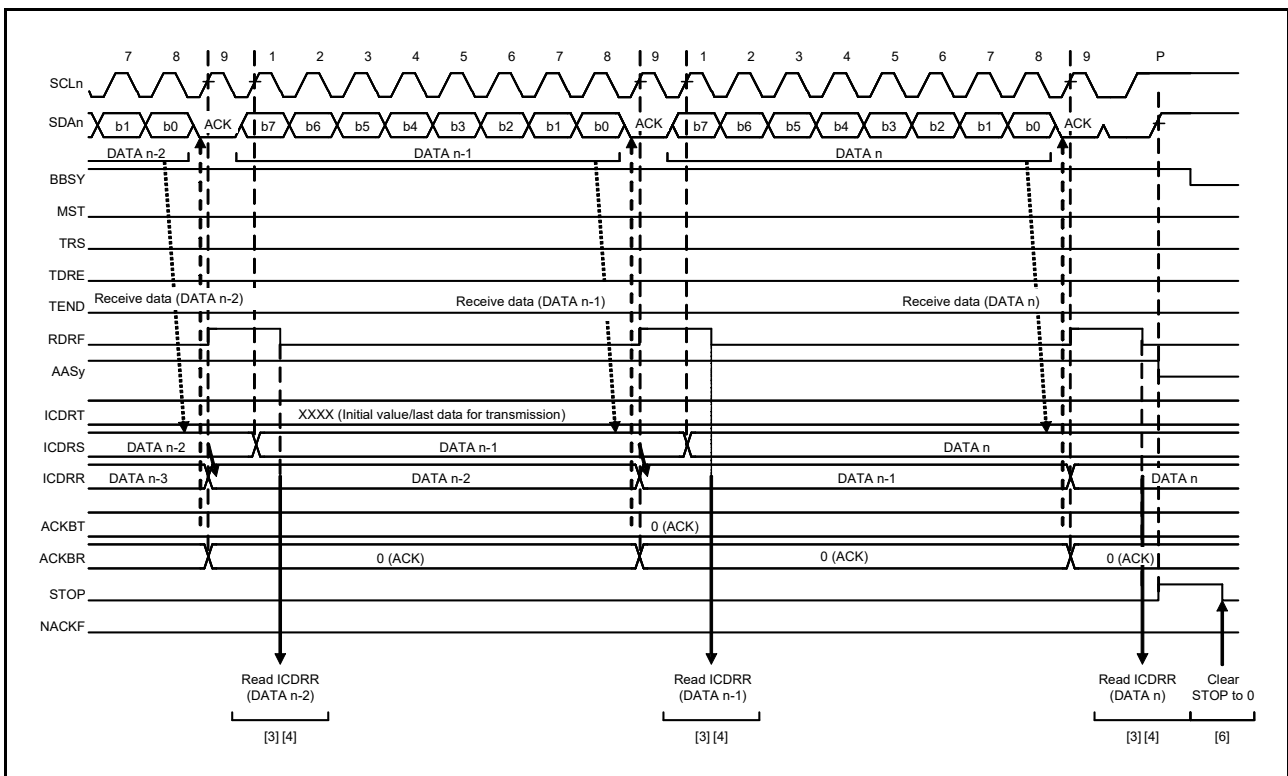 7 8 9 1 2 3 4 5 6 7 8 9 1 2 3 4 5 6 7 8 9 P
SCLn
SDAn b1 b0 ACK b7 b6 b5 b4 b3 b2 b1 b0 ACK b7 b6 b5 b4 b3 b2 b1 b0 ACK
DATA n-2 DATA n-1 DATA n
BBSY
MST
TRS
TDRE
Receive data (DATA n-2) Receive data (DATA n-1) Receive data (DATA n)
TEND
RDRF
AASy
ICDRT XXXX (Initial value/last data for transmission)
ICDRS DATA n-2 DATA n-1 DATA n
ICDRR DATA n-3 DATA n-2 DATA n-1 DATA n
ACKBT 0 (ACK)
ACKBR 0 (ACK) 0 (ACK) 0 (ACK)
STOP
NACKF
Read ICDRR Read ICDRR Read ICDRR Clear
(DATA n-2) (DATA n-1) (DATA n) STOP to 0
[3] [4] [3] [4] [3] [4] [6]